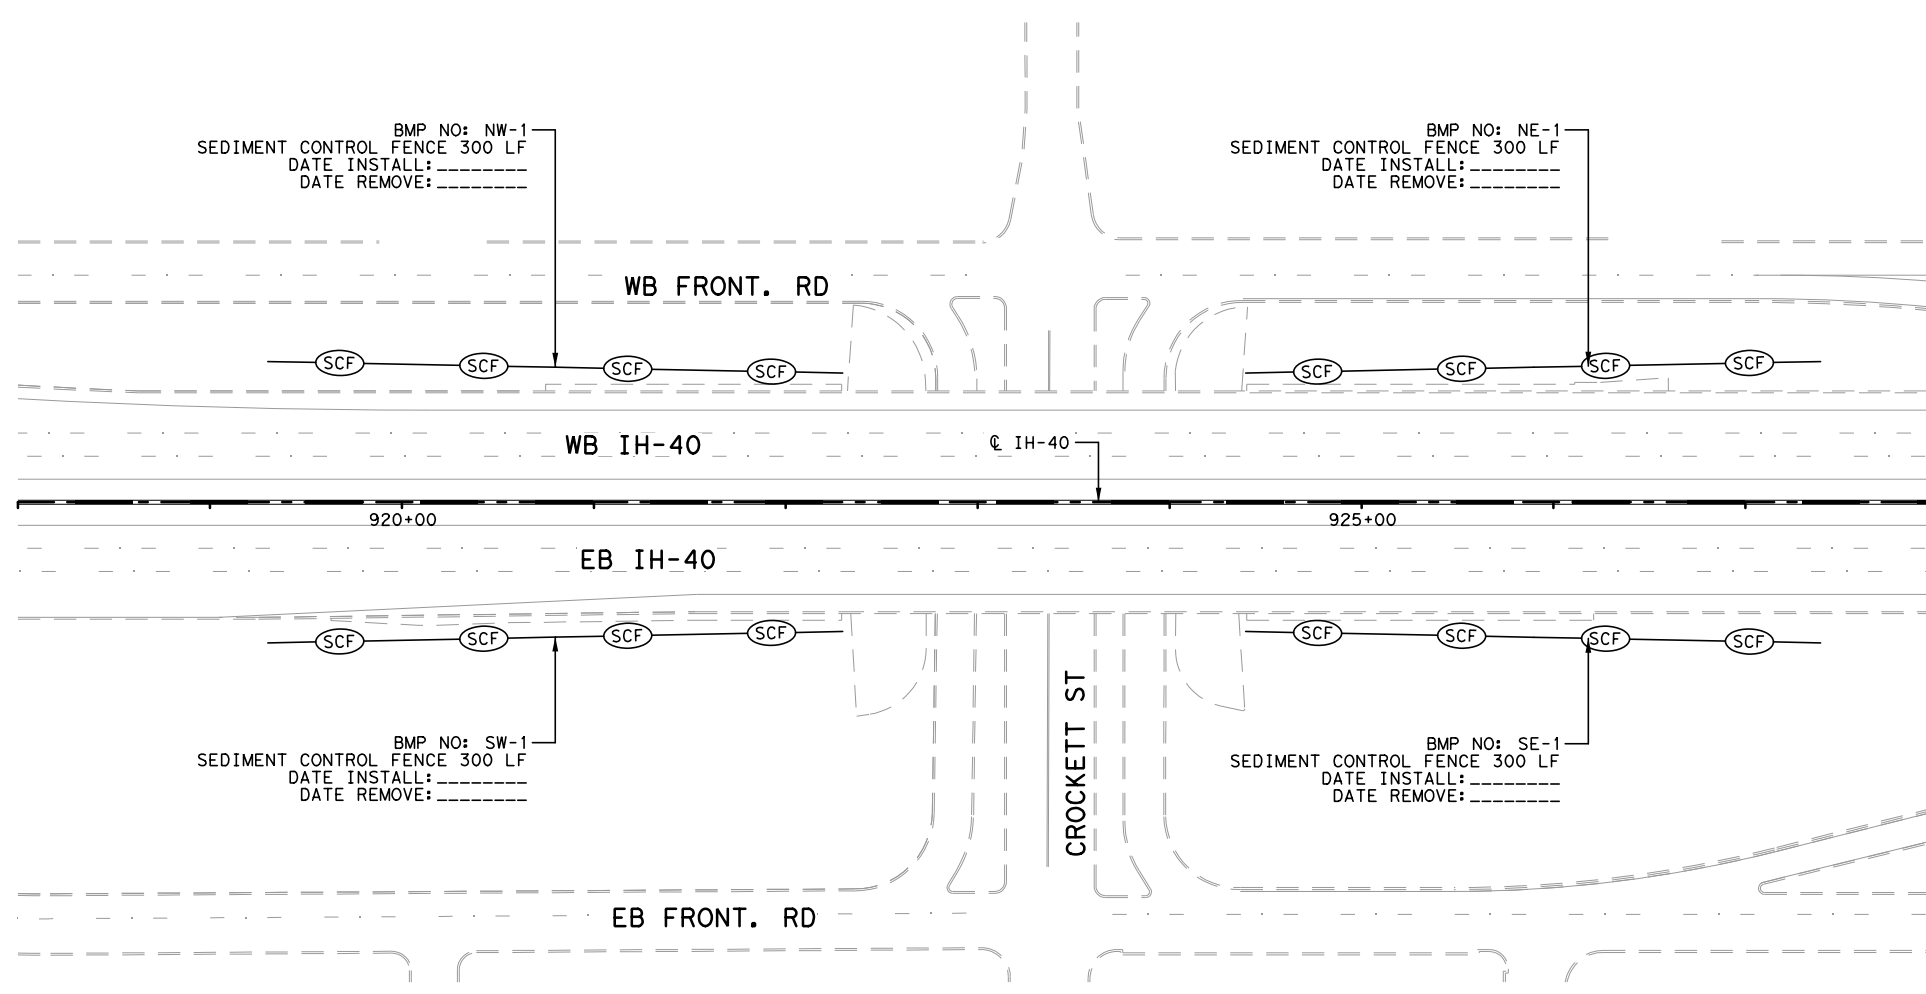 BMP NO: NW-1
SEDIMENT CONTROL FENCE 300 LF
DATE INSTALL:________
DATE REMOVE:________
BMP NO: NE-1
SEDIMENT CONTROL FENCE 300 LF
DATE INSTALL:________
DATE REMOVE:________
WB FRONT. RD
SCF
SCF
SCF
SCF
SCF
SCF
SCF
SCF
WB IH-40
℄ IH-40
920+00
925+00
EB IH-40
SCF
SCF
SCF
SCF
SCF
SCF
SCF
SCF
CROCKETT ST
BMP NO: SW-1
SEDIMENT CONTROL FENCE 300 LF
DATE INSTALL:________
DATE REMOVE:________
BMP NO: SE-1
SEDIMENT CONTROL FENCE 300 LF
DATE INSTALL:________
DATE REMOVE:________
EB FRONT. RD